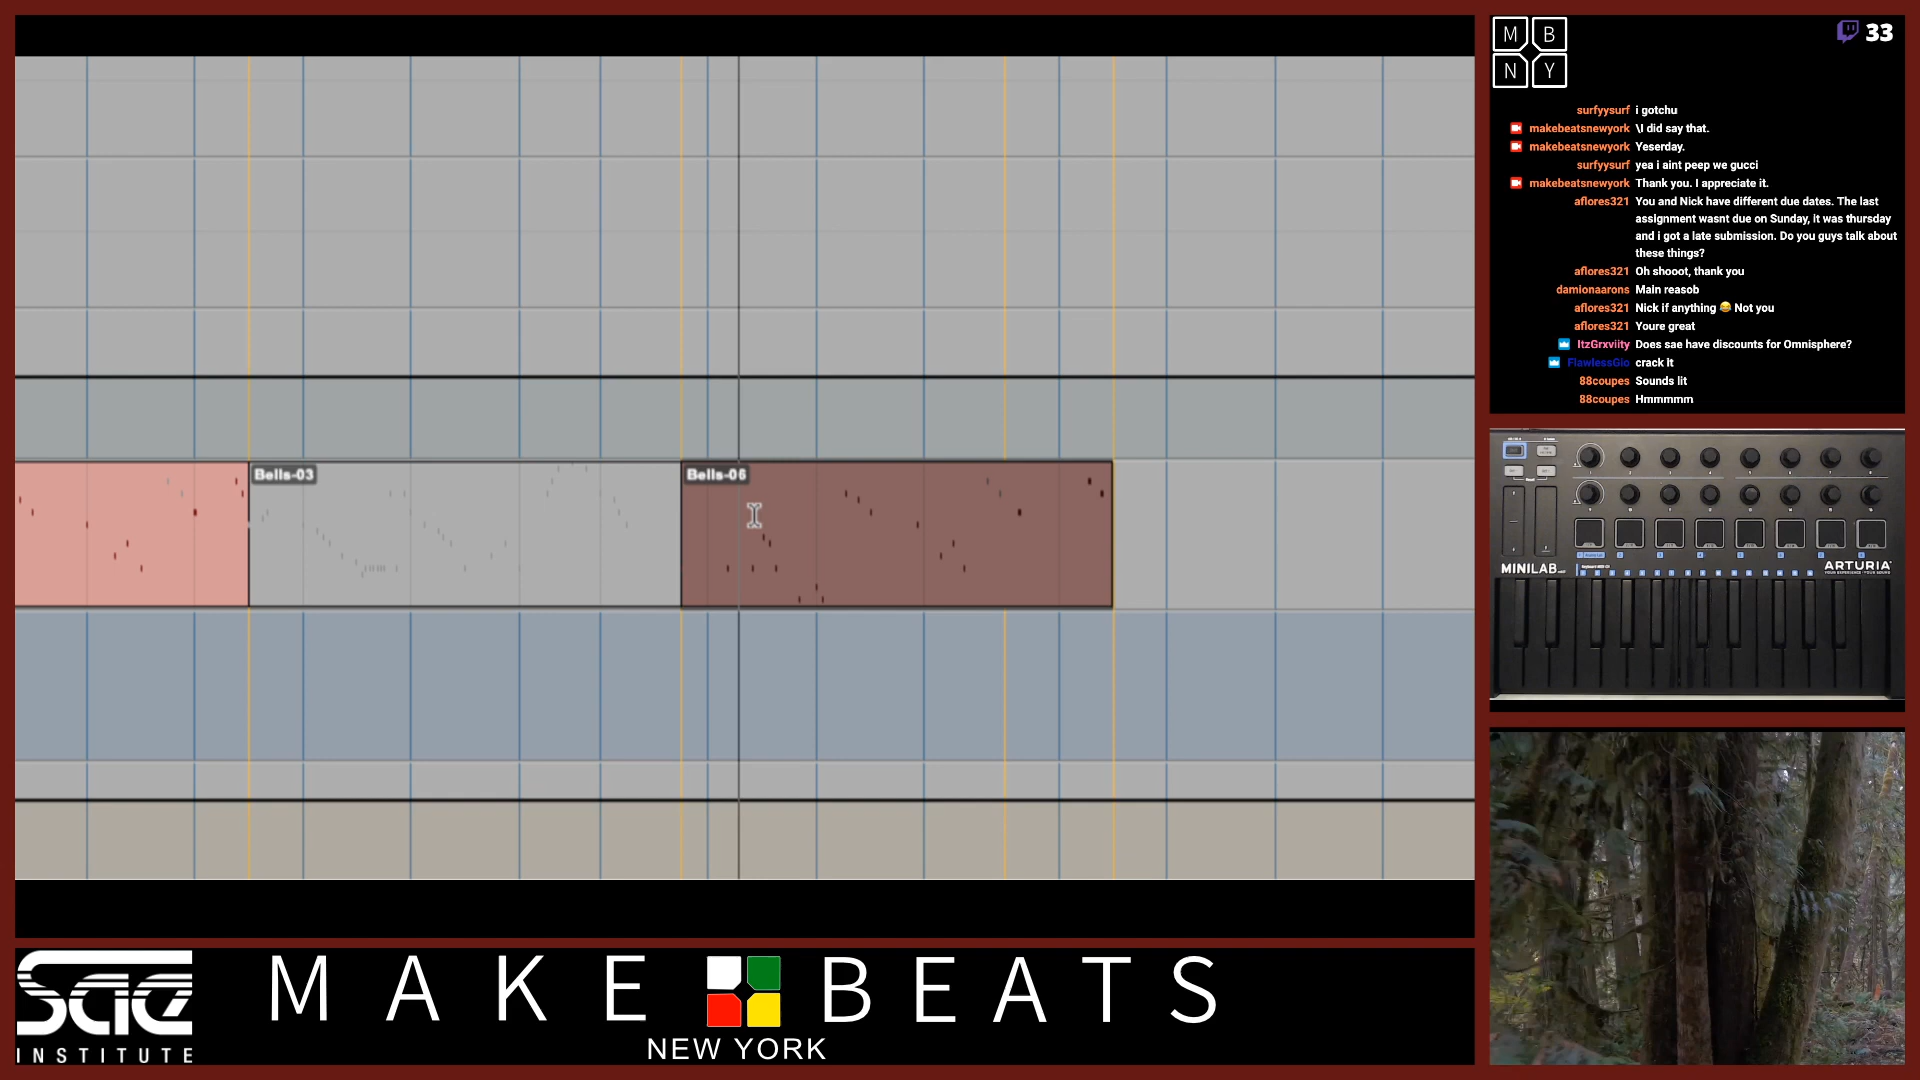 Bells-03
Bells-06
M B
N Y
33
surfyysurf i gotchu
makebeatsnewyork \I did say that.
makebeatsnewyork Yeserday.
surfyysurf yea i aint peep we gucci
makebeatsnewyork Thank you. I appreciate it.
aflores321 You and Nick have different due dates. The last
assignment wasnt due on Sunday, it was thursday
and i got a late submission. Do you guys talk about
these things?
aflores321 Oh shooot, thank you
damionaarons Main reasob
aflores321 Nick if anything 😂 Not you
aflores321 Youre great
ItzGrxviity Does sae have discounts for Omnisphere?
FlawlessGio crack it
88coupes Sounds lit
88coupes Hmmmmm
MINILAB
ARTURIA
sae
INSTITUTE
MAKE BEATS
NEW YORK